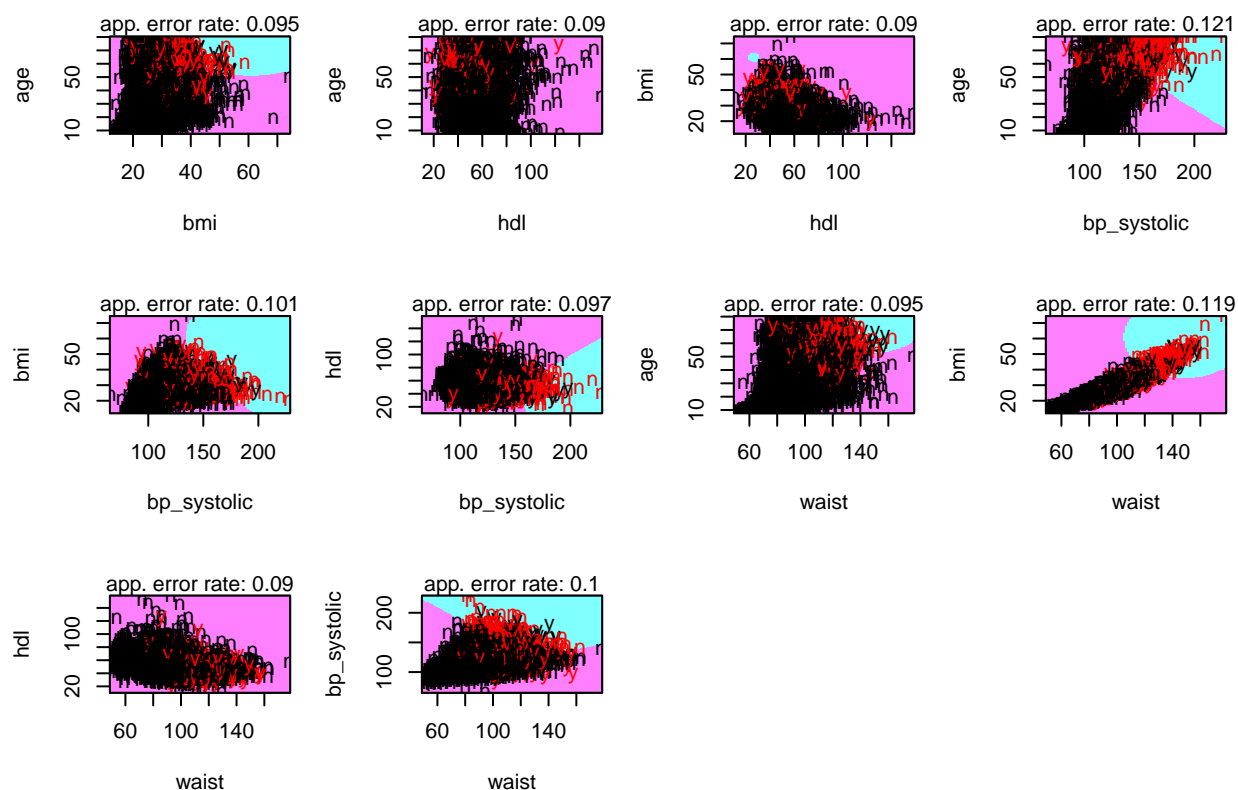 app. error rate: 0.095
age
50
10
20 40 60
bmi
app. error rate: 0.09
age
50
10
20 60 100
hdl
app. error rate: 0.09
bmi
50
20
20 60 100
hdl
app. error rate: 0.121
age
50
10
100 150 200
bp_systolic
app. error rate: 0.101
bmi
50
20
100 150 200
bp_systolic
app. error rate: 0.097
hdl
100
20
100 150 200
bp_systolic
app. error rate: 0.095
age
50
10
60 100 140
waist
app. error rate: 0.119
bmi
50
20
60 100 140
waist
app. error rate: 0.09
hdl
100
20
60 100 140
waist
app. error rate: 0.1
bp_systolic
200
100
60 100 140
waist